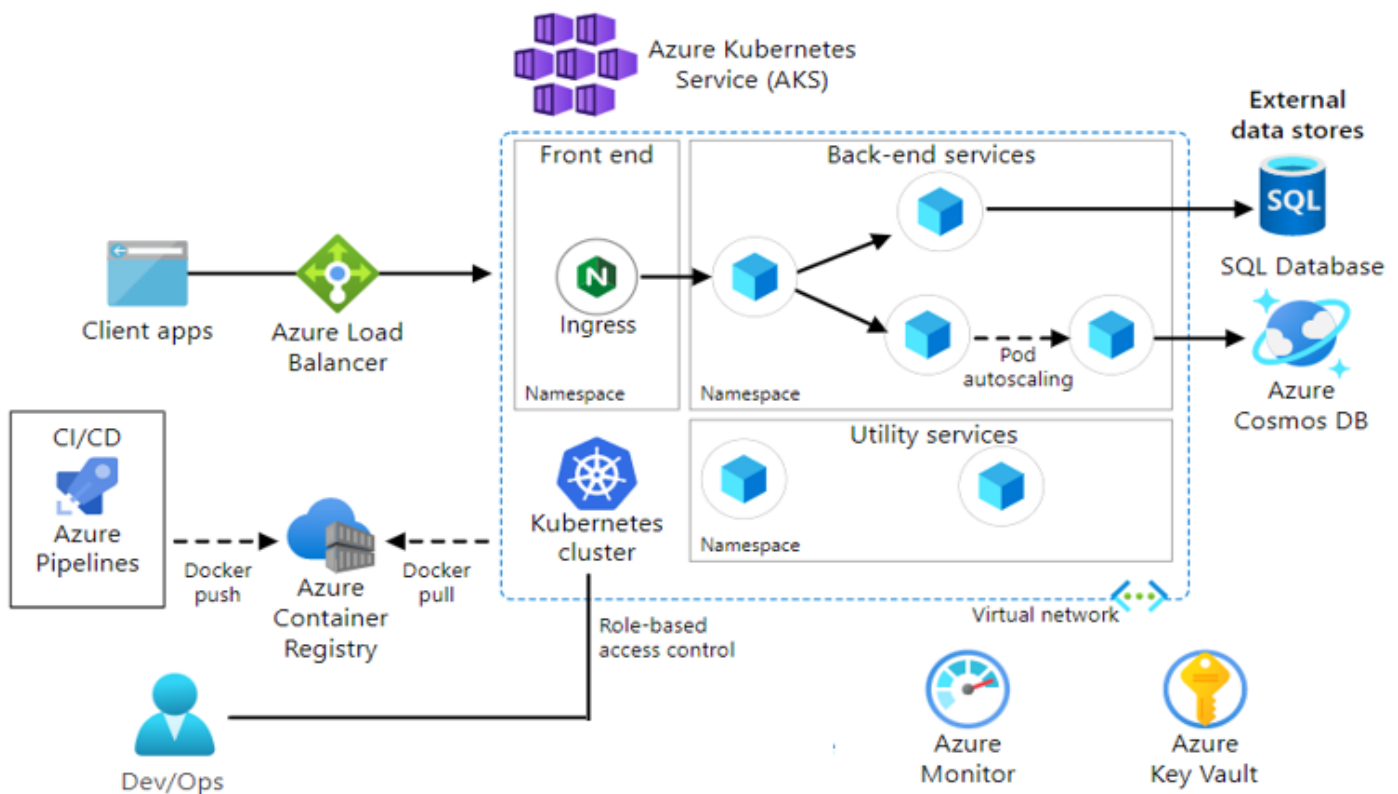 Azure Kubernetes
Service (AKS)
External
data stores
Front end
Back-end services
SQL
SQL Database
Client apps
Azure Load
Balancer
N
Ingress
Pod
autoscaling
Namespace
Namespace
Azure
Cosmos DB
CI/CD
Azure
Pipelines
Docker
push
Azure
Container
Registry
Docker
pull
Kubernetes
cluster
Utility services
Namespace
Virtual network
Role-based
access control
Dev/Ops
Azure
Monitor
Azure
Key Vault